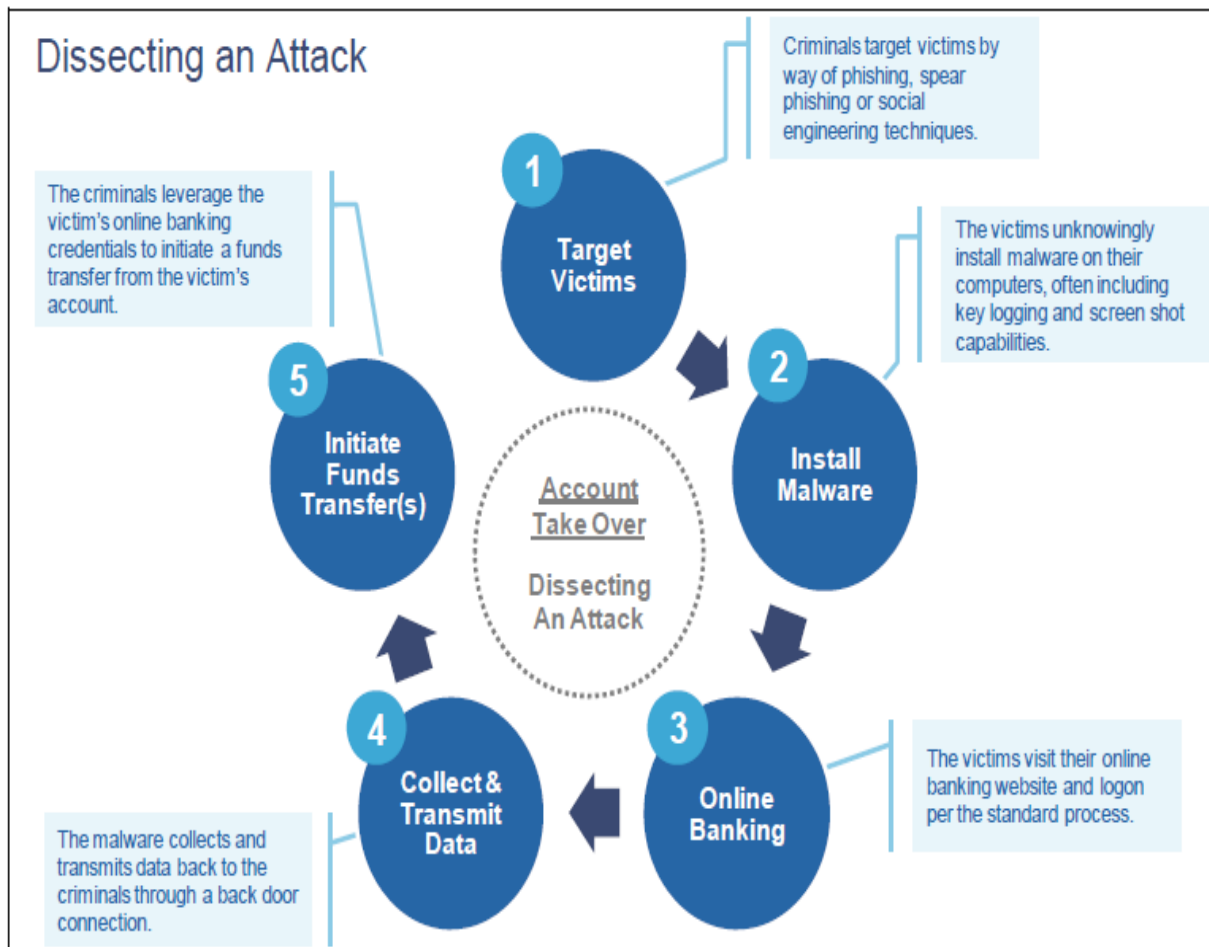 Dissecting an Attack
1
Target
Victims
Criminals target victims by
way of phishing, spear
phishing or social
engineering techniques.
2
Install
Malware
The victims unknowingly
install malware on their
computers, often including
key logging and screen shot
capabilities.
3
Online
Banking
The victims visit their online
banking website and logon
per the standard process.
4
Collect &
Transmit
Data
The malware collects and
transmits data back to the
criminals through a back door
connection.
5
Initiate
Funds
Transfer(s)
The criminals leverage the
victim's online banking
credentials to initiate a funds
transfer from the victim's
account.
Account
Take Over
Dissecting
An Attack